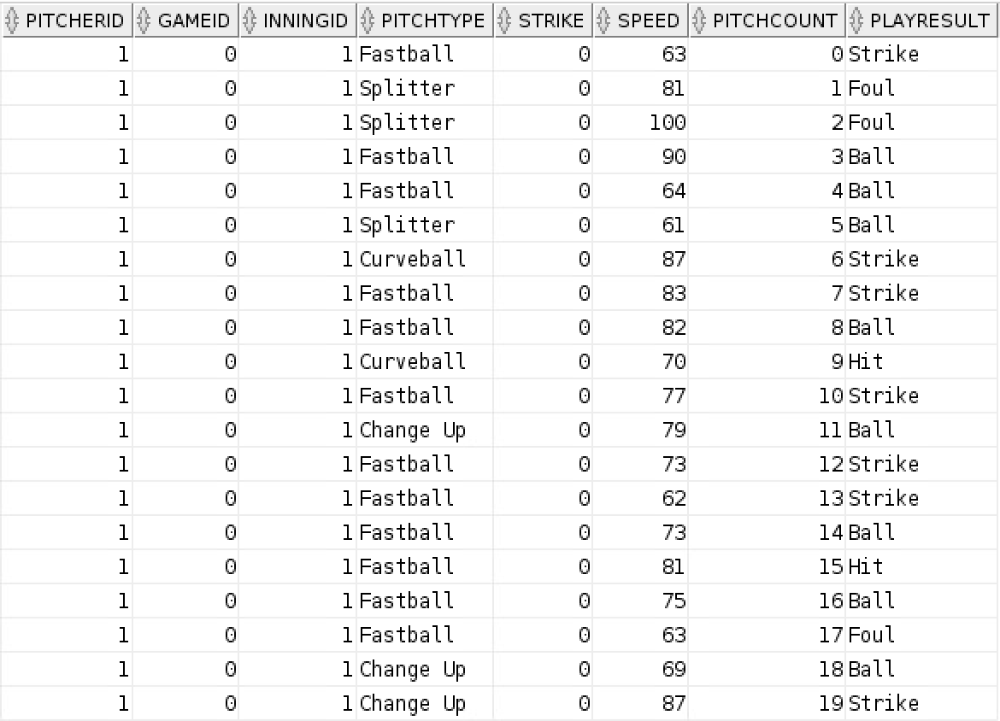 PITCHERID GAMEID INNINGID PITCHTYPE STRIKE SPEED PITCHCOUNT PLAYRESULT
1 0 1 Fastball 0 63 0 Strike
1 0 1 Splitter 0 81 1 Foul
1 0 1 Splitter 0 100 2 Foul
1 0 1 Fastball 0 90 3 Ball
1 0 1 Fastball 0 64 4 Ball
1 0 1 Splitter 0 61 5 Ball
1 0 1 Curveball 0 87 6 Strike
1 0 1 Fastball 0 83 7 Strike
1 0 1 Fastball 0 82 8 Ball
1 0 1 Curveball 0 70 9 Hit
1 0 1 Fastball 0 77 10 Strike
1 0 1 Change Up 0 79 11 Ball
1 0 1 Fastball 0 73 12 Strike
1 0 1 Fastball 0 62 13 Strike
1 0 1 Fastball 0 73 14 Ball
1 0 1 Fastball 0 81 15 Hit
1 0 1 Fastball 0 75 16 Ball
1 0 1 Fastball 0 63 17 Foul
1 0 1 Change Up 0 69 18 Ball
1 0 1 Change Up 0 87 19 Strike